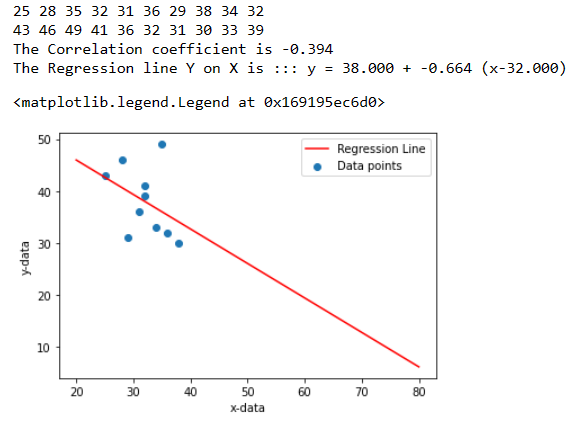 25 28 35 32 31 36 29 38 34 32
43 46 49 41 36 32 31 30 33 39
The Correlation coefficient is -0.394
The Regression line Y on X is ::: y = 38.000 + -0.664 (x-32.000)
<matplotlib.legend.Legend at 0x169195ec6d0>
Regression Line
Data points
50
40
30
20
10
y-data
20 30 40 50 60 70 80
x-data